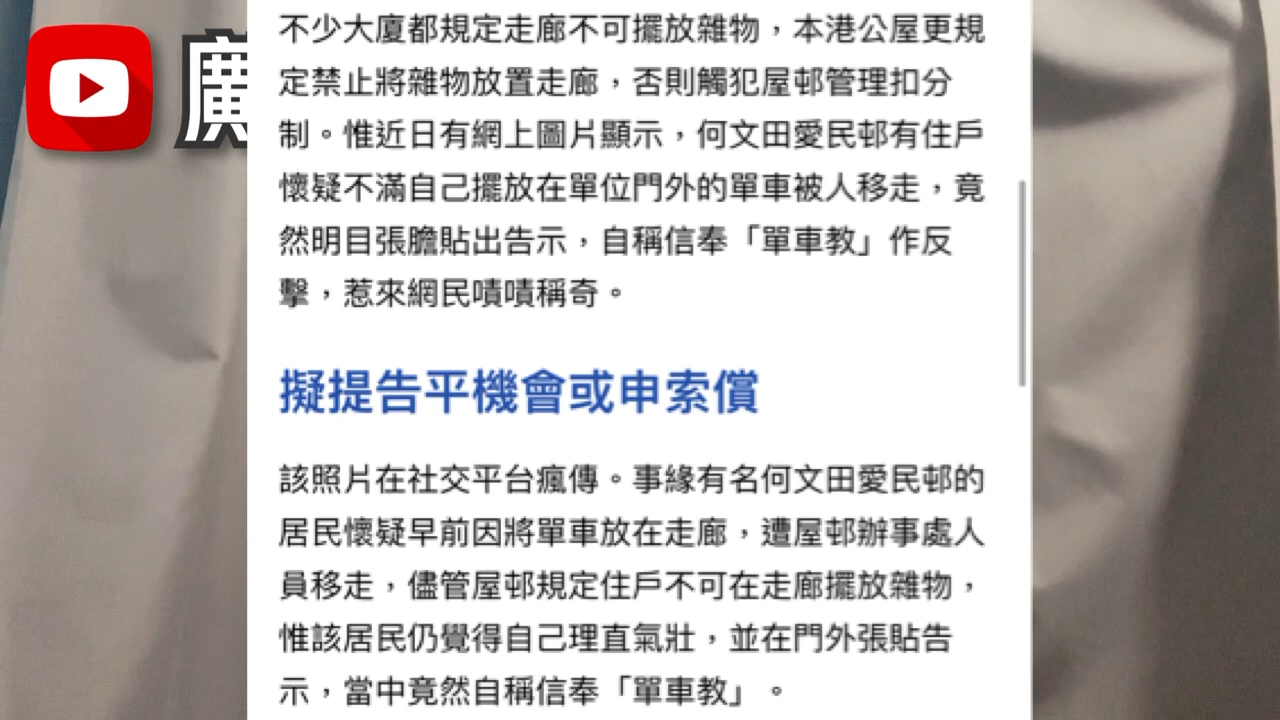 廣
不少大廈都規定走廊不可擺放雜物，本港公屋更規
定禁止將雜物放置走廊，否則觸犯屋邨管理扣分
制。惟近日有網上圖片顯示，何文田愛民邨有住戶
懷疑不滿自己擺放在單位門外的單車被人移走，竟
然明目張膽貼出告示，自稱信奉「單車教」作反
擊，惹來網民嘖嘖稱奇。
擬提告平機會或申索償
該照片在社交平台瘋傳。事緣有名何文田愛民邨的
居民懷疑早前因將單車放在走廊，遭屋邨辦事處人
員移走，儘管屋邨規定住戶不可在走廊擺放雜物，
惟該居民仍覺得自己理直氣壯，並在門外張貼告
示，當中竟然自稱信奉「單車教」。